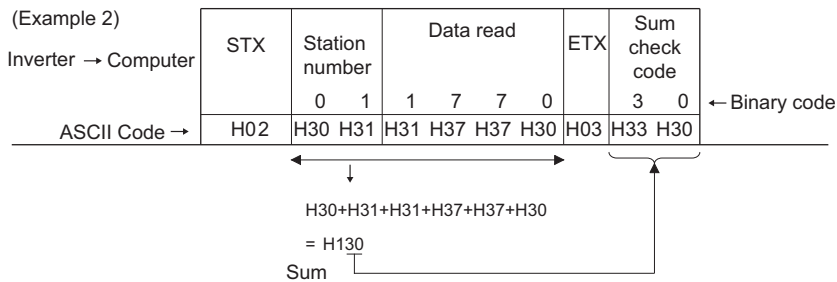 (Example 2)
Inverter → Computer
STX
Station
number
Data read
ETX
Sum
check
code
0 1 1 7 7 0 3 0
← Binary code
ASCII Code →
H02 H30 H31 H31 H37 H37 H30 H03 H33 H30
H30+H31+H31+H37+H37+H30
= H130
Sum